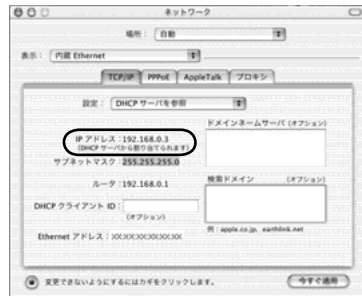 ネットワーク
場所： 自動
表示： 内蔵 Ethernet
TCP/IP PPPoE AppleTalk プロキシ
設定： DHCP サーバを参照
ドメインネームサーバ （オプション）
IP アドレス：192.168.0.3
（DHCP サーバから割り当てられます）
サブネットマスク：255.255.255.0
ルータ：192.168.0.1
検索ドメイン （オプション）
DHCP クライアント ID：
（オプション）
例：apple.co.jp、earthlink.net
Ethernet アドレス：XX:XX:XX:XX:XX:XX
変更できないようにするにはカギをクリックします。
今すぐ適用